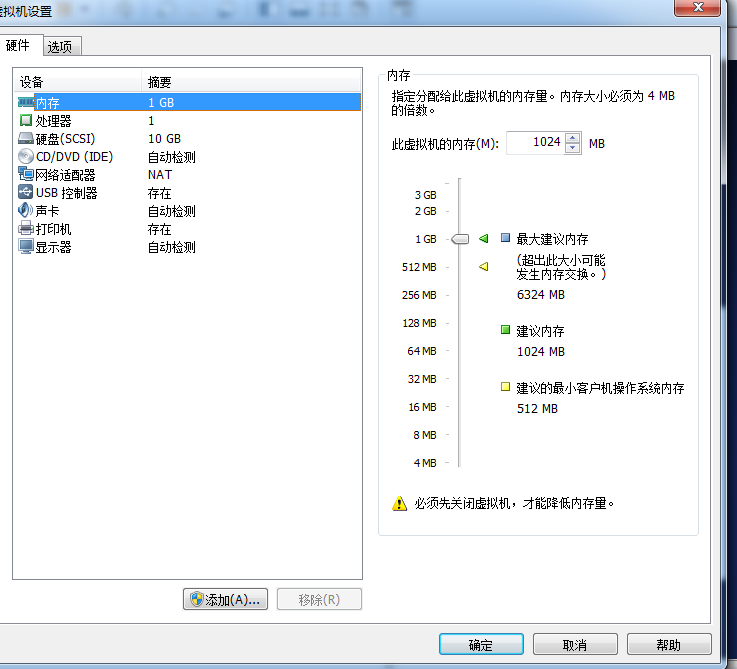 虚拟机设置
硬件 选项
设备 摘要
内存 1 GB
处理器 1
硬盘(SCSI) 10 GB
CD/DVD (IDE) 自动检测
网络适配器 NAT
USB 控制器 存在
声卡 自动检测
打印机 存在
显示器 自动检测
添加(A)... 移除(R)
内存
指定分配给此虚拟机的内存量。内存大小必须为 4 MB
的倍数。
此虚拟机的内存(M): 1024 MB
3 GB
2 GB
1 GB
512 MB
256 MB
128 MB
64 MB
32 MB
16 MB
8 MB
4 MB
最大建议内存
(超出此大小可能
发生内存交换。)
6324 MB
建议内存
1024 MB
建议的最小客户机操作系统内存
512 MB
必须先关闭虚拟机，才能降低内存量。
确定 取消 帮助